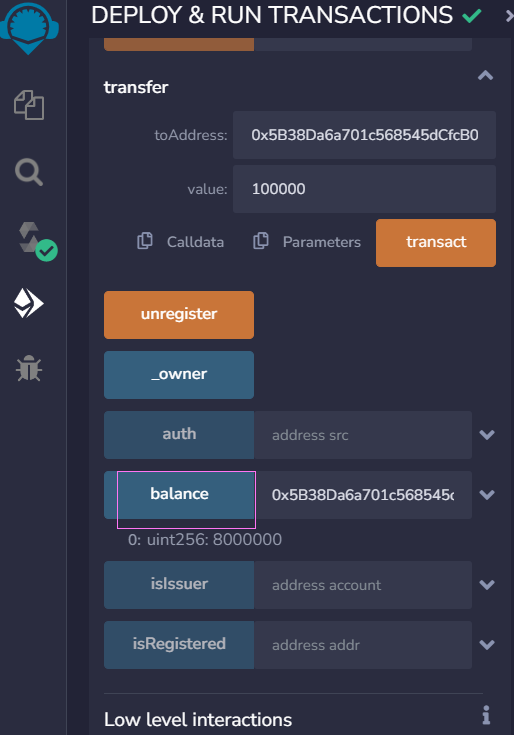 DEPLOY & RUN TRANSACTIONS
transfer
toAddress: 0x5B38Da6a701c568545dCfcB0
value: 100000
Calldata Parameters transact
unregister
_owner
auth address src
balance 0x5B38Da6a701c568545
0: uint256: 8000000
isIssuer address account
isRegistered address addr
Low level interactions